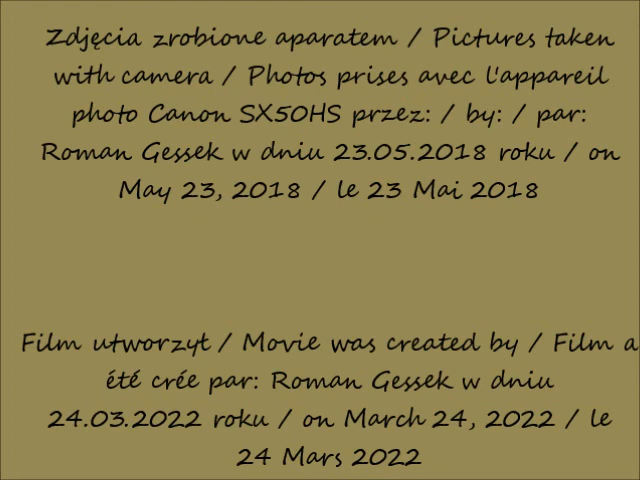 Zdjęcia zrobione aparatem / Pictures taken
with camera / Photos prises avec l'appareil
photo Canon SX50HS przez: / by: / par:
Roman Gessek w dniu 23.05.2018 roku / on
May 23, 2018 / le 23 Mai 2018
Film utworzył / Movie was created by / Film a
été crée par: Roman Gessek w dniu
24.03.2022 roku / on March 24, 2022 / le
24 Mars 2022